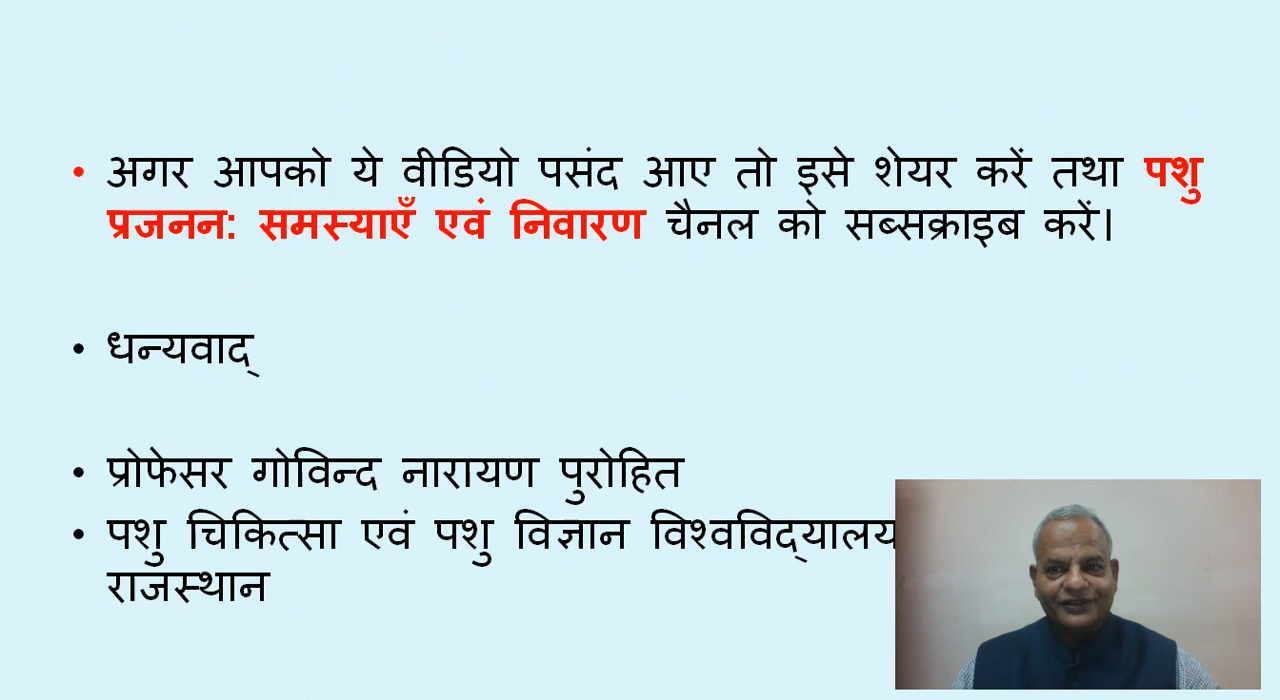 • अगर आपको ये वीडियो पसंद आए तो इसे शेयर करें तथा पशु
प्रजनन: समस्याएँ एवं निवारण चैनल को सब्सक्राइब करें।
• धन्यवाद्
• प्रोफेसर गोविन्द नारायण पुरोहित
• पशु चिकित्सा एवं पशु विज्ञान विश्वविद्यालय
राजस्थान